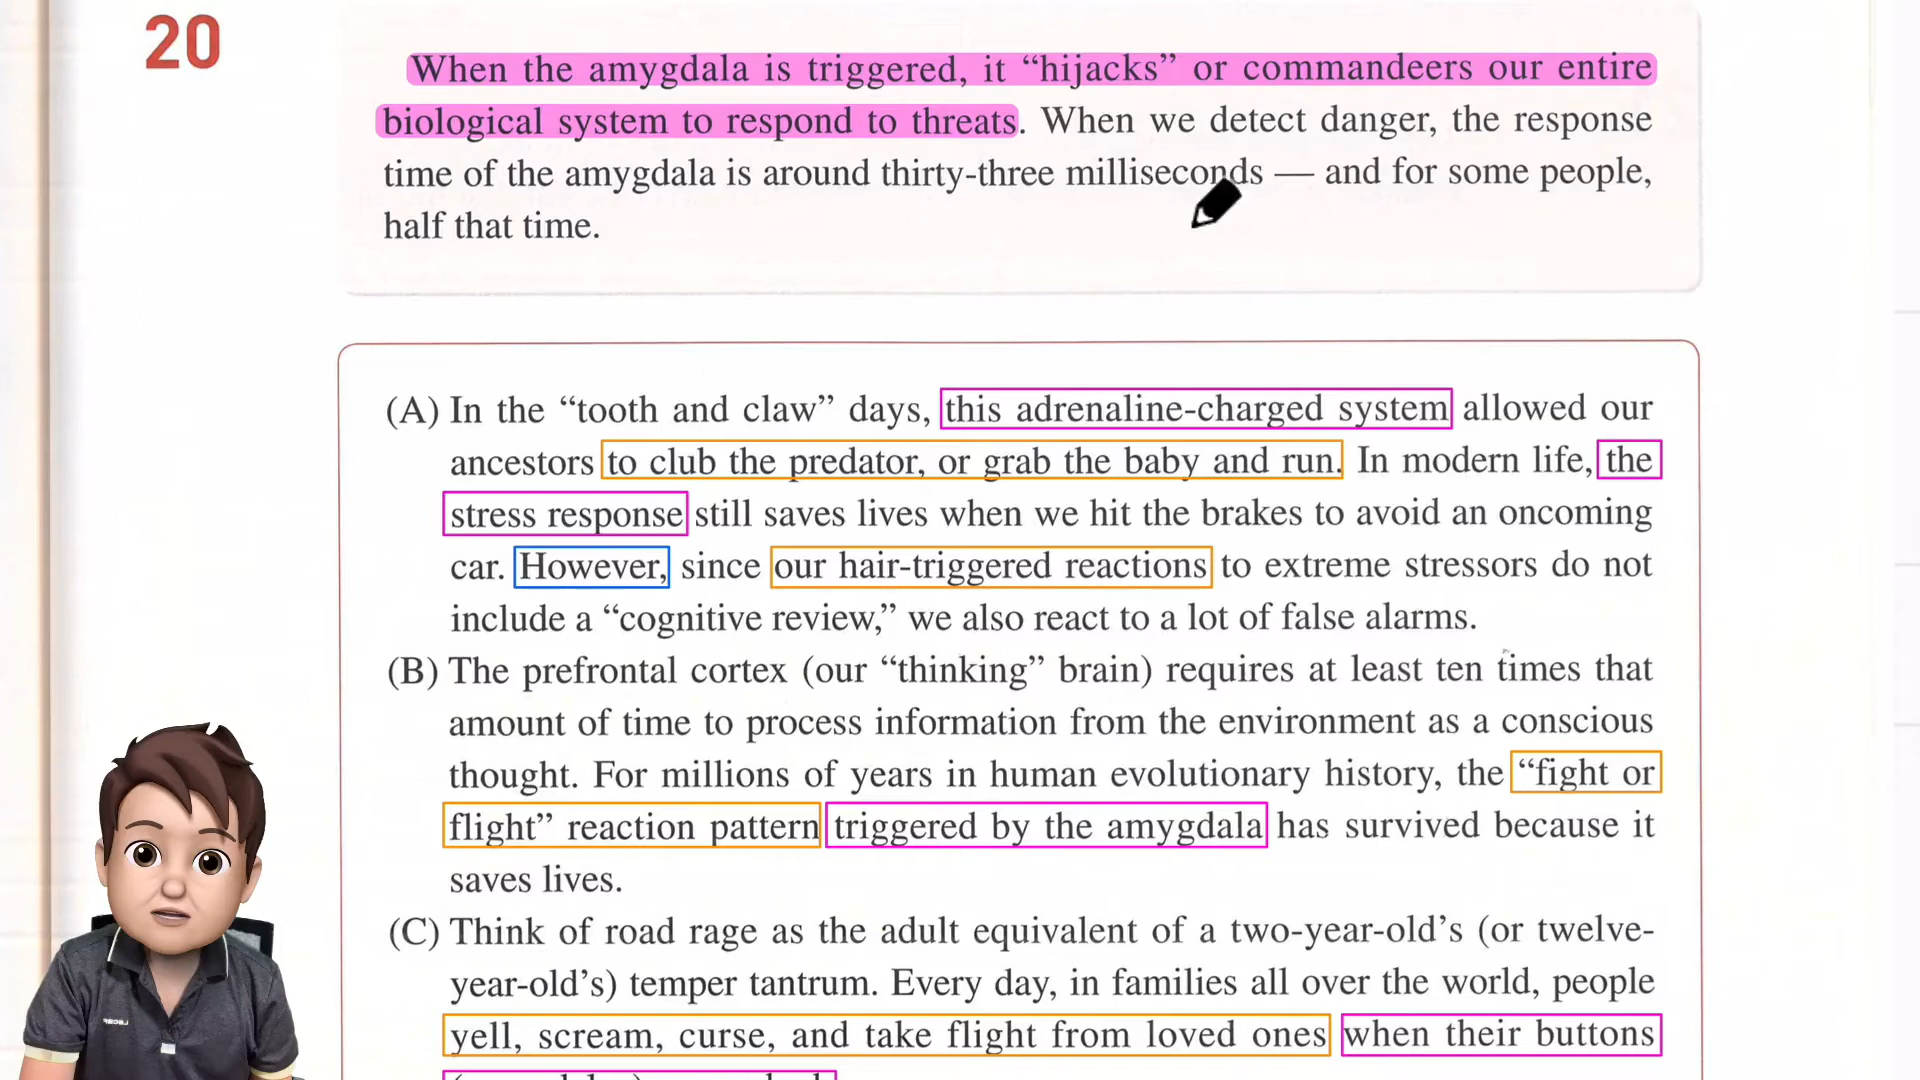 20
When the amygdala is triggered, it “hijacks” or commandeers our entire
biological system to respond to threats. When we detect danger, the response
time of the amygdala is around thirty-three milliseconds — and for some people,
half that time.
(A) In the “tooth and claw” days, this adrenaline-charged system allowed our
ancestors to club the predator, or grab the baby and run. In modern life, the
stress response still saves lives when we hit the brakes to avoid an oncoming
car. However, since our hair-triggered reactions to extreme stressors do not
include a “cognitive review,” we also react to a lot of false alarms.
(B) The prefrontal cortex (our “thinking” brain) requires at least ten times that
amount of time to process information from the environment as a conscious
thought. For millions of years in human evolutionary history, the “fight or
flight” reaction pattern triggered by the amygdala has survived because it
saves lives.
(C) Think of road rage as the adult equivalent of a two-year-old’s (or twelve-
year-old’s) temper tantrum. Every day, in families all over the world, people
yell, scream, curse, and take flight from loved ones when their buttons